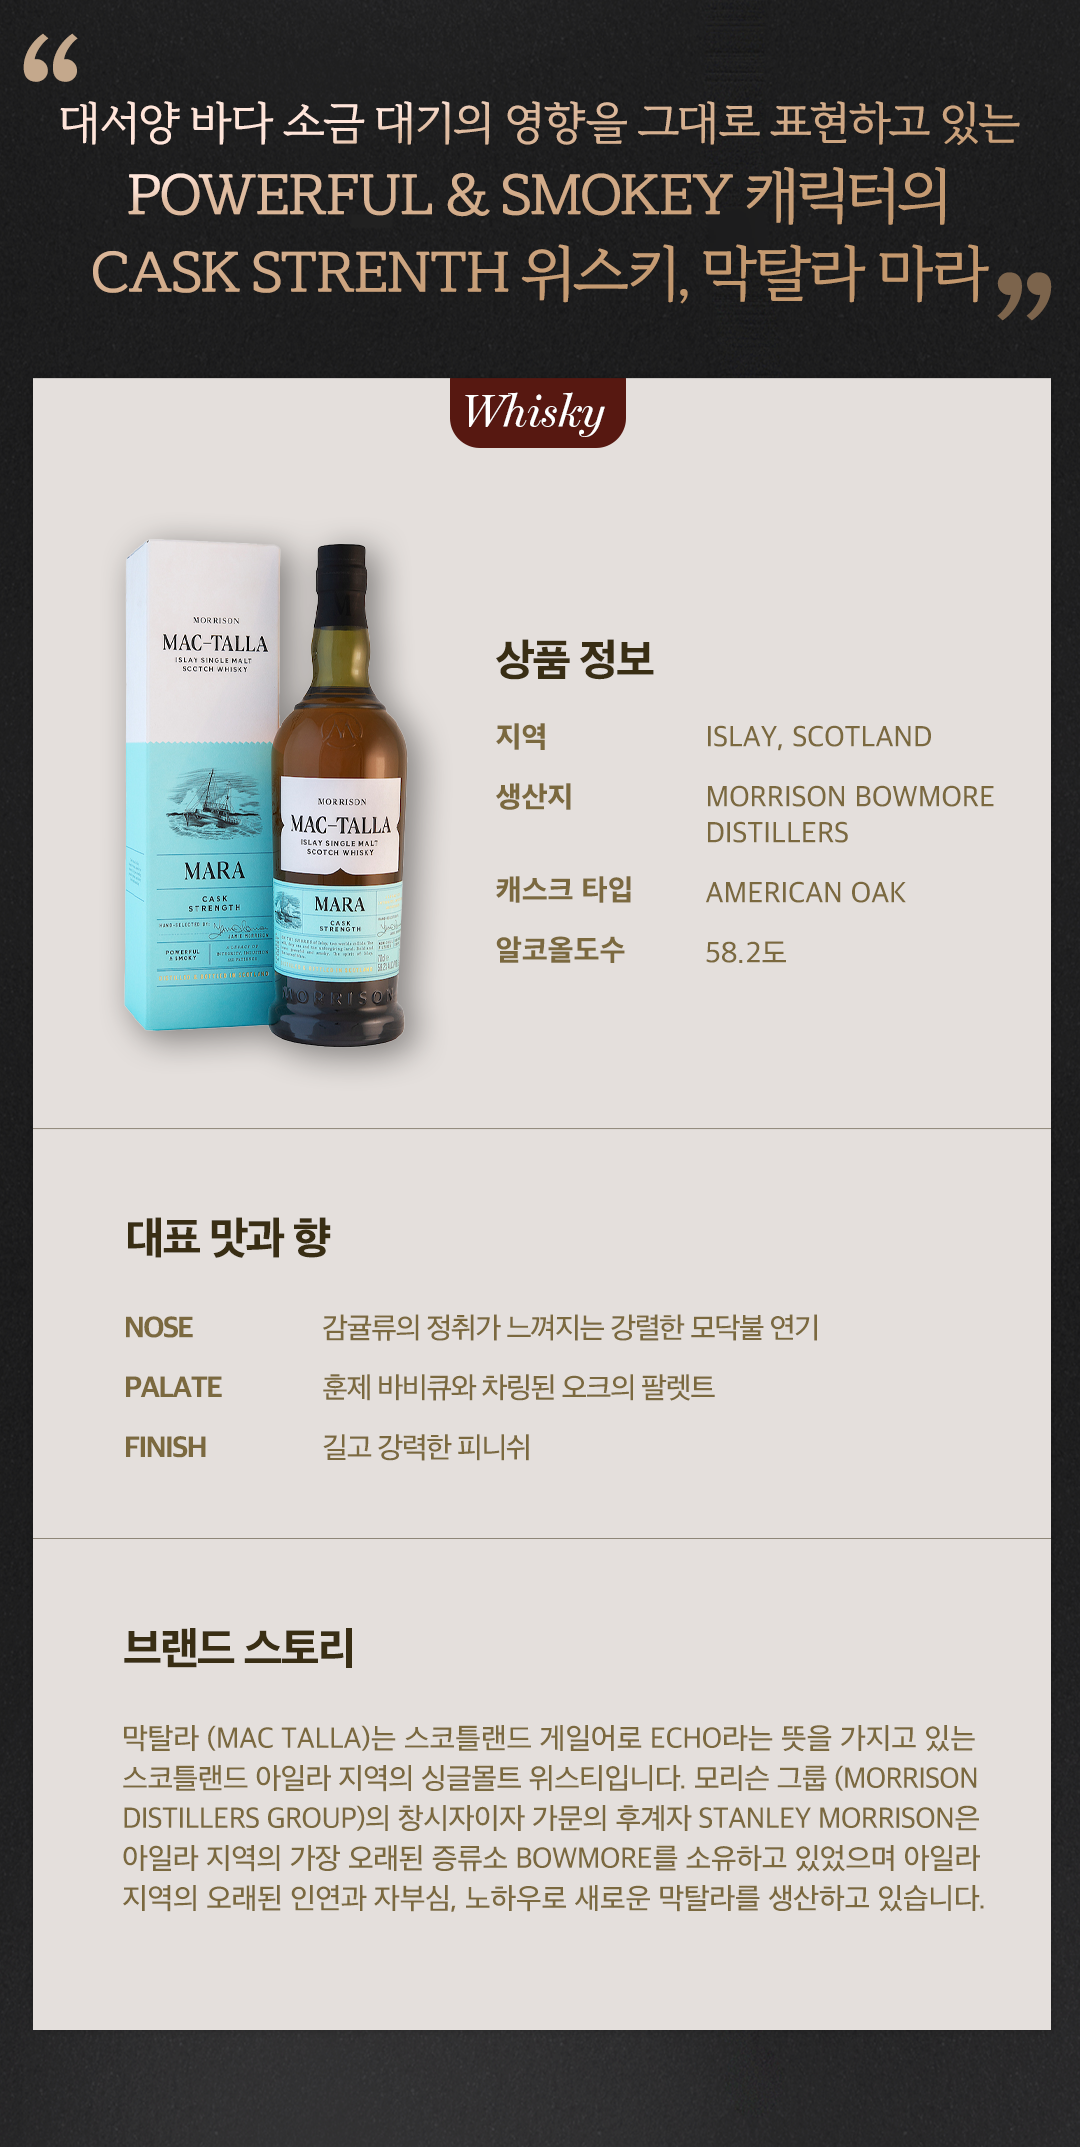 “
대서양 바다 소금 대기의 영향을 그대로 표현하고 있는
POWERFUL & SMOKEY 캐릭터의
CASK STRENTH 위스키, 막탈라 마라
”
Whisky
MORRISON
MAC-TALLA
ISLAY SINGLE MALT
SCOTCH WHISKY
MARA
CASK
STRENGTH
HAND-SELECTED BY
POWERFUL
& SMOKY
MORRISON
MAC-TALLA
ISLAY SINGLE MALT
SCOTCH WHISKY
MARA
CASK
STRENGTH
MORRISON
상품 정보
지역 ISLAY, SCOTLAND
생산지 MORRISON BOWMORE
DISTILLERS
캐스크 타입 AMERICAN OAK
알코올도수 58.2도
대표 맛과 향
NOSE 감귤류의 정취가 느껴지는 강렬한 모닥불 연기
PALATE 훈제 바비큐와 차링된 오크의 팔렛트
FINISH 길고 강력한 피니쉬
브랜드 스토리
막탈라 (MAC TALLA)는 스코틀랜드 게일어로 ECHO라는 뜻을 가지고 있는
스코틀랜드 아일라 지역의 싱글몰트 위스티입니다. 모리슨 그룹 (MORRISON
DISTILLERS GROUP)의 창시자이자 가문의 후계자 STANLEY MORRISON은
아일라 지역의 가장 오래된 증류소 BOWMORE를 소유하고 있었으며 아일라
지역의 오래된 인연과 자부심, 노하우로 새로운 막탈라를 생산하고 있습니다.